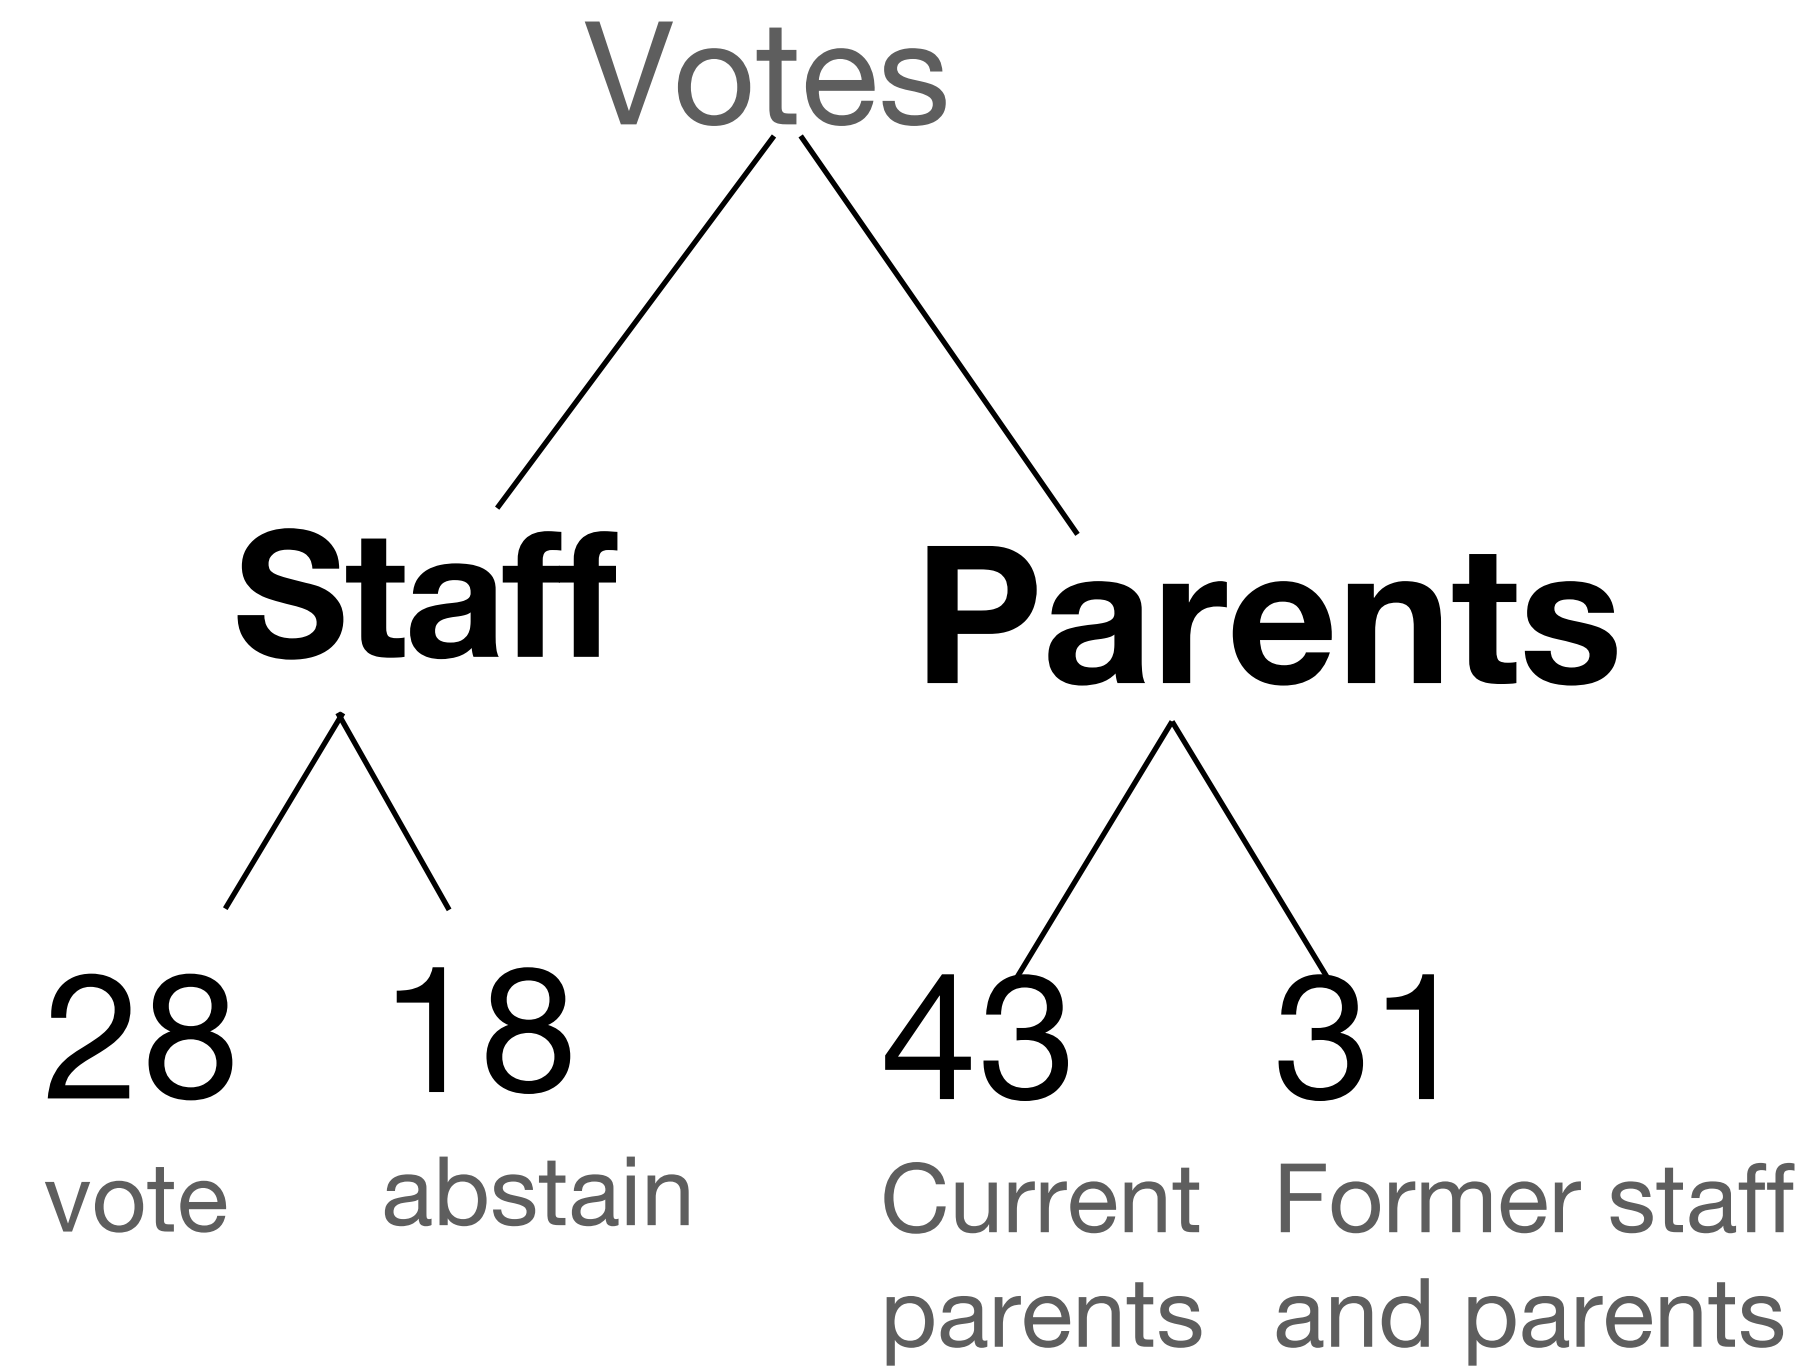 Votes
Staff
Parents
28
18
43
31
vote
abstain
Current
parents
Former staff
and parents